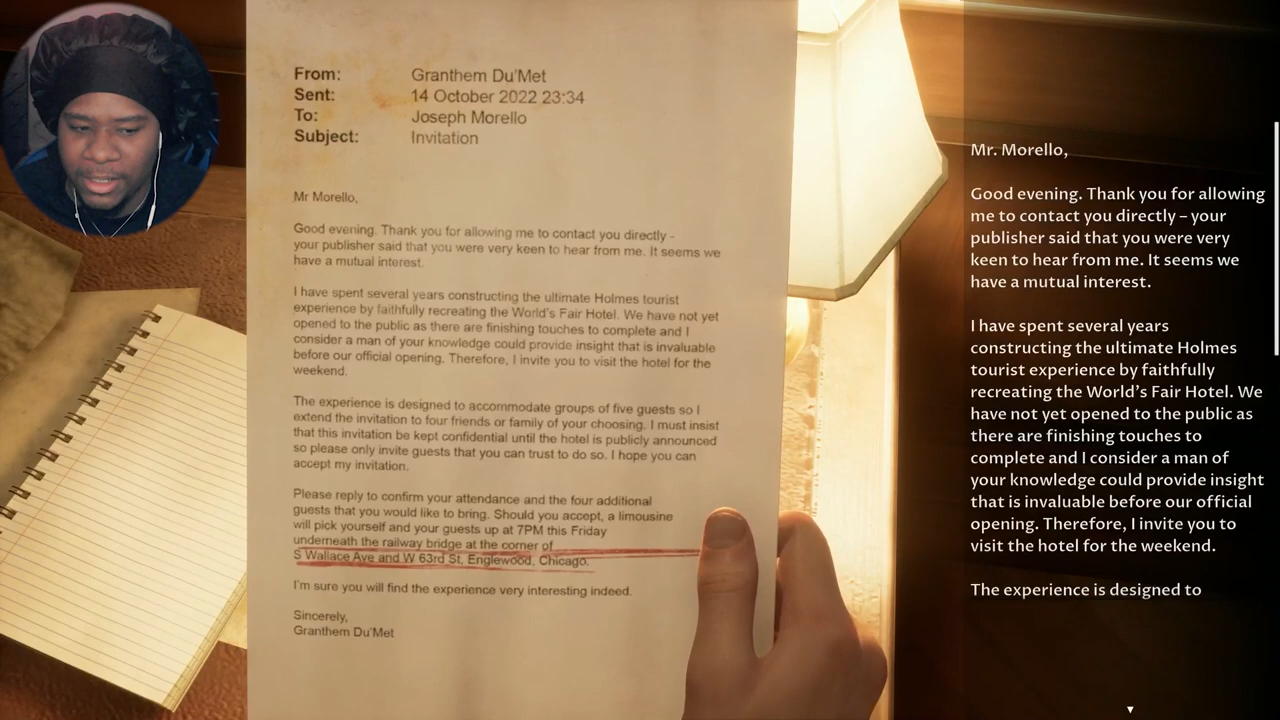 From: Granthem Du'Met
Sent: 14 October 2022 23:34
To: Joseph Morello
Subject: Invitation
Mr Morello,
Good evening. Thank you for allowing me to contact you directly -
your publisher said that you were very keen to hear from me. It seems we
have a mutual interest.
I have spent several years constructing the ultimate Holmes tourist
experience by faithfully recreating the World's Fair Hotel. We have not yet
opened to the public as there are finishing touches to complete and I
consider a man of your knowledge could provide insight that is invaluable
before our official opening. Therefore, I invite you to visit the hotel for the
weekend.
The experience is designed to accommodate groups of five guests so I
extend the invitation to four friends or family of your choosing. I must insist
that this invitation be kept confidential until the hotel is publicly announced
so please only invite guests that you can trust to do so. I hope you can
accept my invitation.
Please reply to confirm your attendance and the four additional
guests that you would like to bring. Should you accept, a limousine
will pick yourself and your guests up at 7PM this Friday
underneath the railway bridge at the corner of
S Wallace Ave and W 63rd St, Englewood, Chicago.
I'm sure you will find the experience very interesting indeed.
Sincerely,
Granthem Du'Met
Mr. Morello,
Good evening. Thank you for allowing
me to contact you directly – your
publisher said that you were very
keen to hear from me. It seems we
have a mutual interest.
I have spent several years
constructing the ultimate Holmes
tourist experience by faithfully
recreating the World's Fair Hotel. We
have not yet opened to the public as
there are finishing touches to
complete and I consider a man of
your knowledge could provide insight
that is invaluable before our official
opening. Therefore, I invite you to
visit the hotel for the weekend.
The experience is designed to